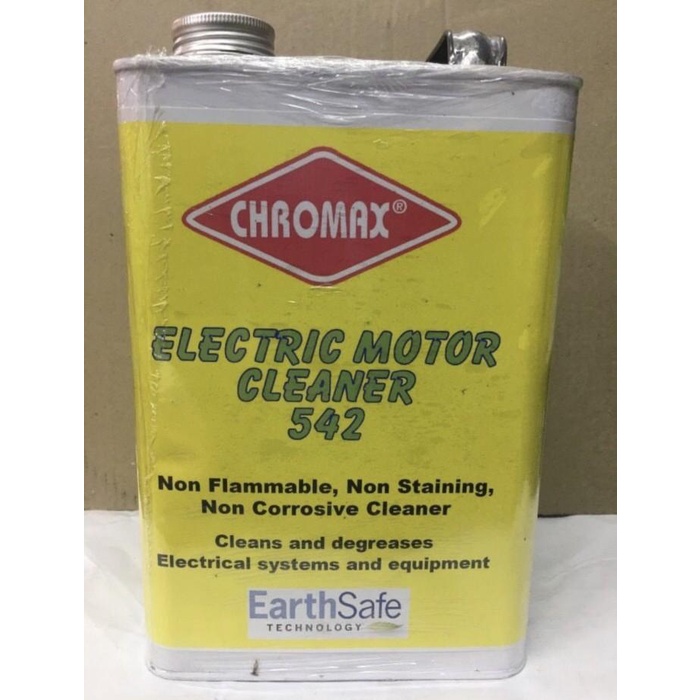 CHROMAX®
ELECTRIC MOTOR
CLEANER
542
Non Flammable, Non Staining,
Non Corrosive Cleaner
Cleans and degreases
Electrical systems and equipment
EarthSafe
TECHNOLOGY